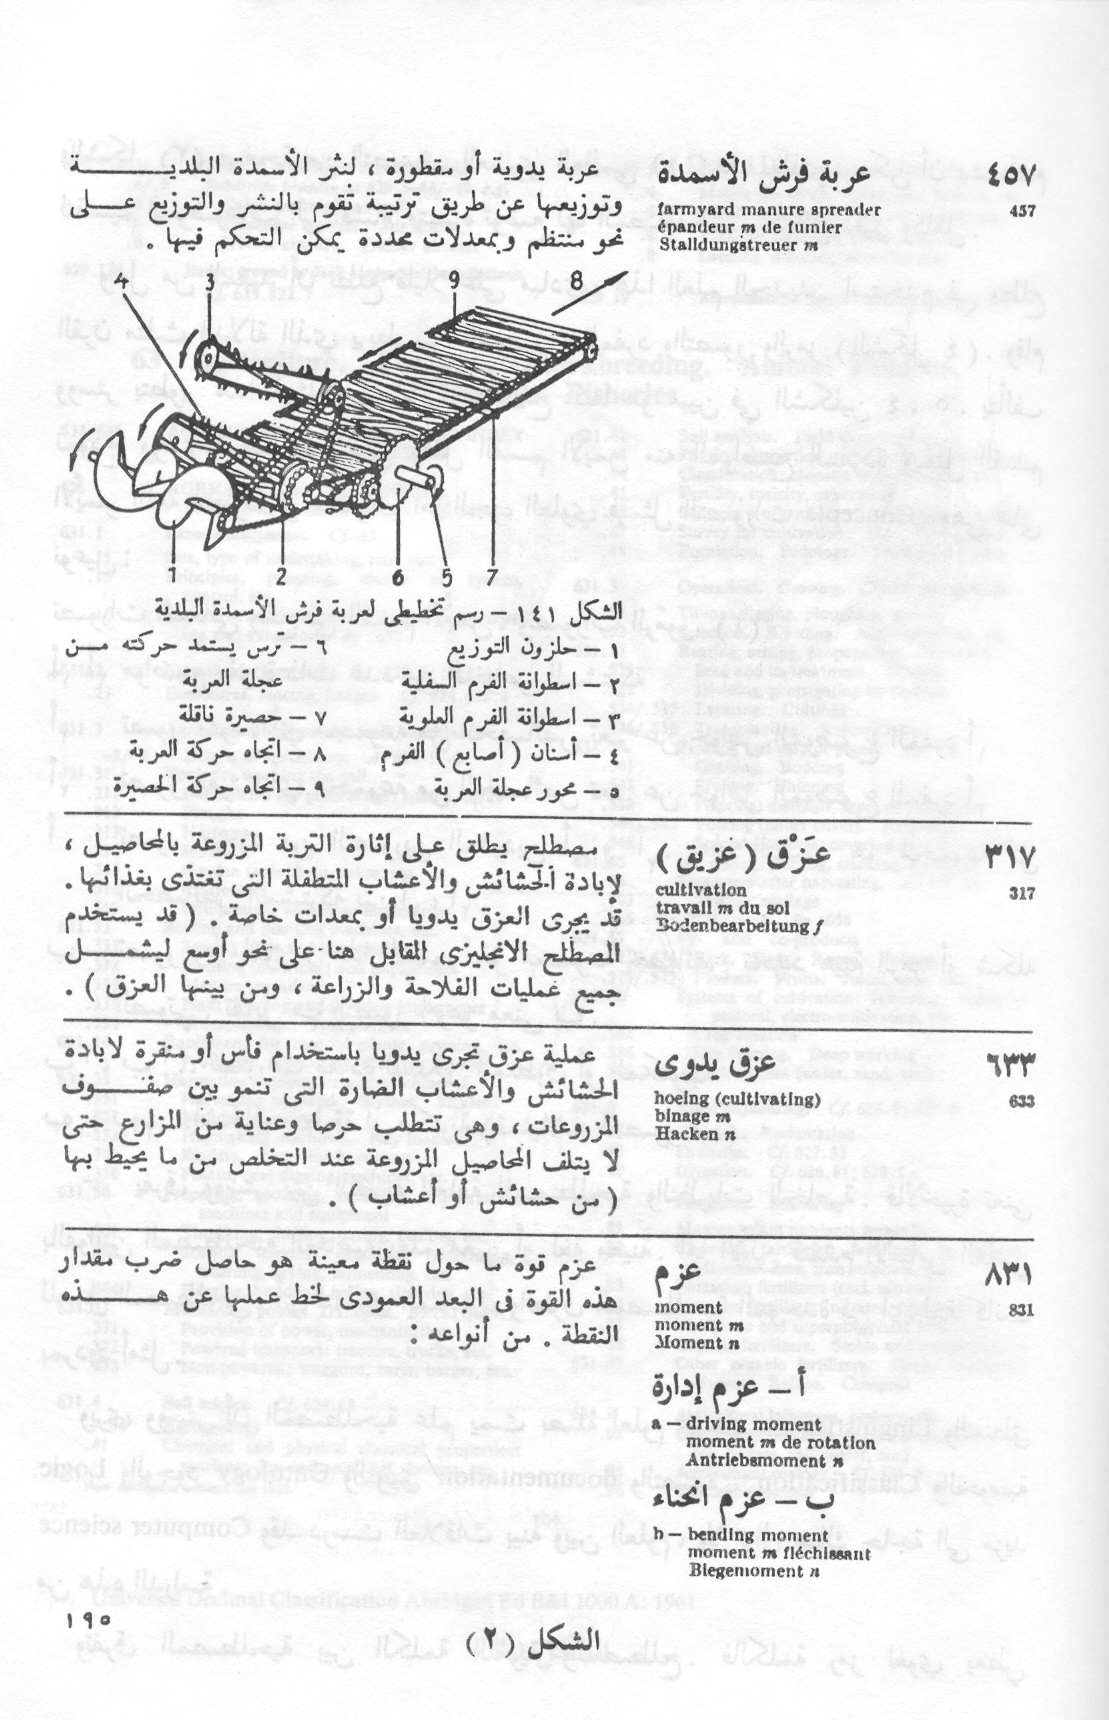 ٤٥٧
457
عربة فرش الأسمدة
farmyard manure spreader
épandeur m de fumier
Stalldungstreuer m
عربة يدوية أو مقطورة ، لنثر الأسمدة البلديـــــــــة
وتوزيعها عن طريق ترتيبة تقوم بالنشر والتوزيع عـــلى
نحو منتظم وبمعدلات محددة يمكن التحكم فيها .
4 3 9 8
1 2 6 5 7
الشكل ١٤١ – رسم تخطيطى لعربة فرش الأسمدة البلدية
١ – حلزون التوزيع
٢ – اسطوانة الفرم السفلية
٣ – اسطوانة الفرم العلوية
٤ – أسنان ( أصابع ) الفرم
٥ – محور عجلة العربة
٦ – ترس يستمد حركته مــن
عجلة العربة
٧ – حصيرة ناقلة
٨ – اتجاه حركة العربة
٩ – اتجاه حركة الحصيرة
٣١٧
317
عَزْق ( عزيق )
cultivation
travail m du sol
Bodenbearbeitung f
مصطلح يطلق على إثارة التربة المزروعة بالمحاصيل ،
لإبادة الحشائش والأعشاب المتطفلة التى تغتذى بغذائها .
قد يجرى العزق يدويا أو بمعدات خاصة . ( قد يستخدم
المصطلح الانجليزى المقابل هنا على نحو أوسع ليشمــــــل
جميع عمليات الفلاحة والزراعة ، ومن بينها العزق ) .
٦٣٣
633
عزق يدوى
hoeing (cultivating)
binage m
Hacken n
عملية عزق تجرى يدويا باستخدام فأس أو منقرة لابادة
الحشائش والأعشاب الضارة التى تنمو بين صفـــــوف
المزروعات ، وهى تتطلب حرصا وعناية من المزارع حتى
لا يتلف المحاصيل المزروعة عند التخلص من ما يحيط بها
( من حشائش أو أعشاب ) .
٨٣١
831
عزم
moment
moment m
Moment n
عزم قوة ما حول نقطة معينة هو حاصل ضرب مقدار
هذه القوة فى البعد العمودى لخط عملها عن هـــــــذه
النقطة . من أنواعه :
أ – عزم إدارة
a – driving moment
moment m de rotation
Antriebsmoment n
ب – عزم انحناء
b – bending moment
moment m fléchissant
Biegemoment n
١٩٥
الشكل ( ٢ )